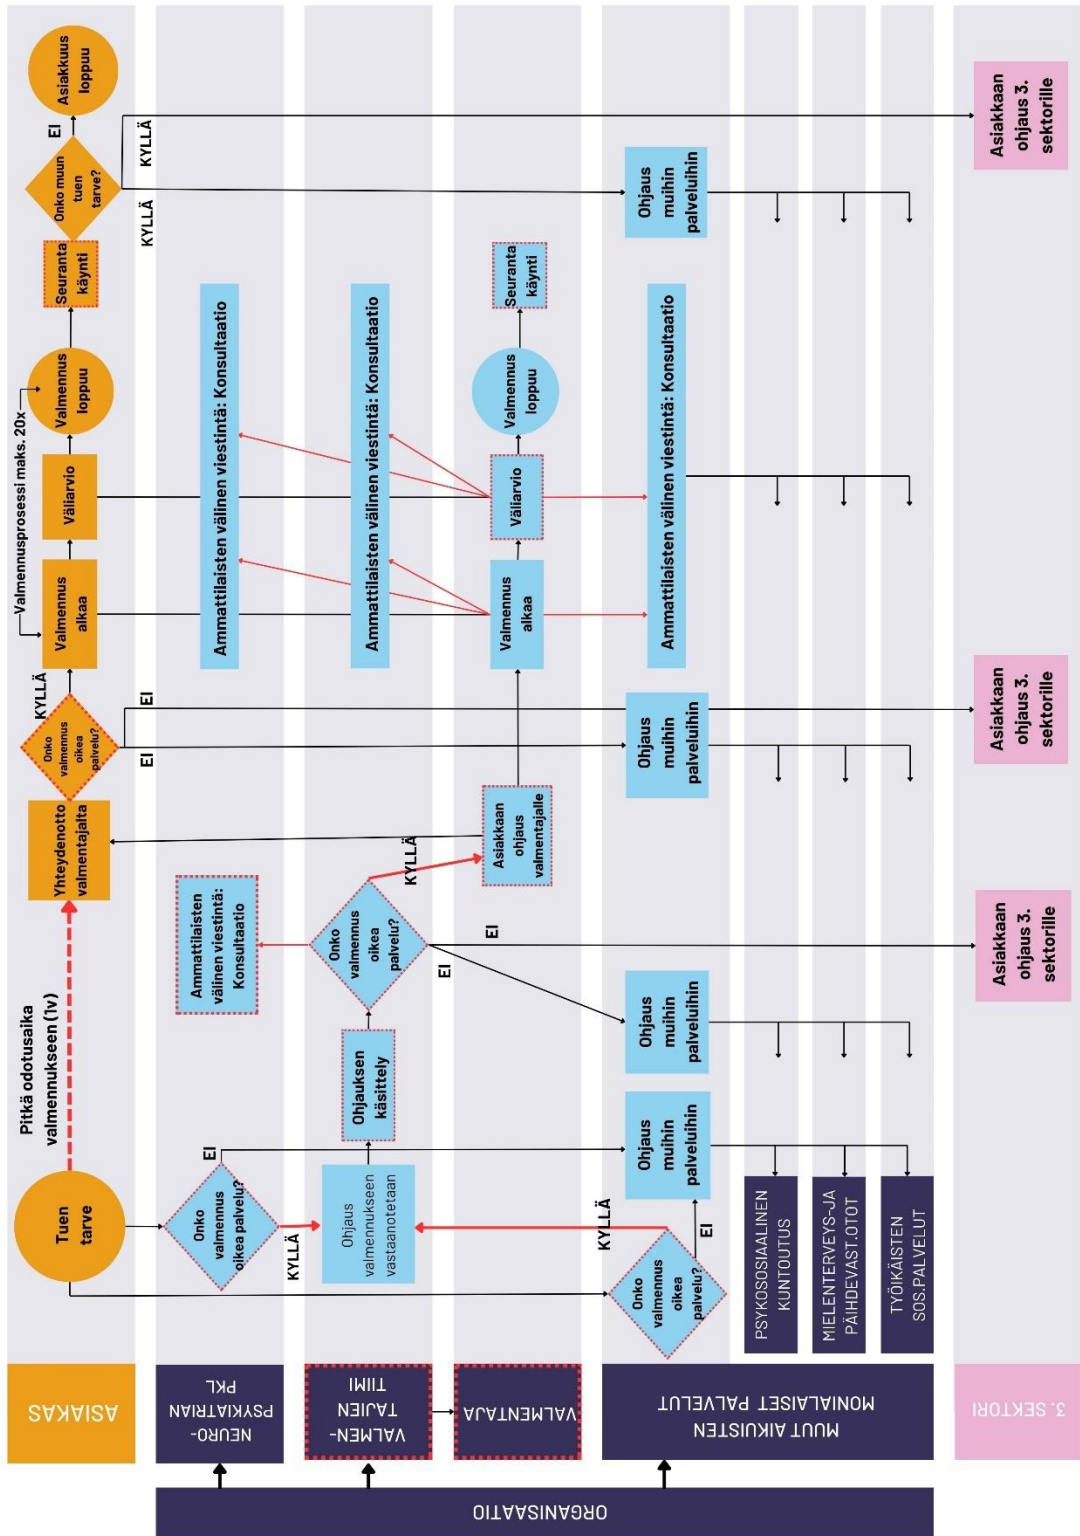 Pitkä odotusaika
valmennukseen (1v)
Valmennusprosessi maks. 20x
ASIAKAS
Tuen
tarve
Yhteydenotto
valmentajalta
Onko
valmennus
oikea
palvelu?
KYLLÄ
EI
EI
Valmennus
alkaa
Väliarvio
Valmennus
loppuu
Seuranta
käynti
Onko muun
tuen
tarve?
KYLLÄ
KYLLÄ
EI
Asiakkuus
loppuu
ORGANISAATIO
NEURO-
PSYKIATRIAN
PKL
Onko
valmennus
oikea palvelu?
EI
KYLLÄ
Ammattilaisten
välinen viestintä:
Konsultaatio
Ammattilaisten välinen viestintä: Konsultaatio
VALMEN-
TAJIEN
TIIMI
Ohjaus
valmennukseen
vastaanotetaan
Ohjauksen
käsittely
Onko
valmennus
oikea
palvelu?
KYLLÄ
EI
EI
Ammattilaisten välinen viestintä: Konsultaatio
VALMENTAJA
Asiakkaan
ohjaus
valmentajalle
Valmennus
alkaa
Väliarvio
Valmennus
loppuu
Seuranta
käynti
MUUT AIKUISTEN
MONIALAISET PALVELUT
Onko
valmennus
oikea
palvelu?
KYLLÄ
EI
Ohjaus
muihin
palveluihin
Ohjaus
muihin
palveluihin
Ohjaus
muihin
palveluihin
Ammattilaisten välinen viestintä: Konsultaatio
Ohjaus
muihin
palveluihin
PSYKOSOSIAALINEN
KUNTOUTUS
MIELENTERVEYS-JA
PÄIHDEVAST.OTOT
TYÖIKÄISTEN
SOS.PALVELUT
3. SEKTORI
Asiakkaan
ohjaus 3.
sektorille
Asiakkaan
ohjaus 3.
sektorille
Asiakkaan
ohjaus 3.
sektorille